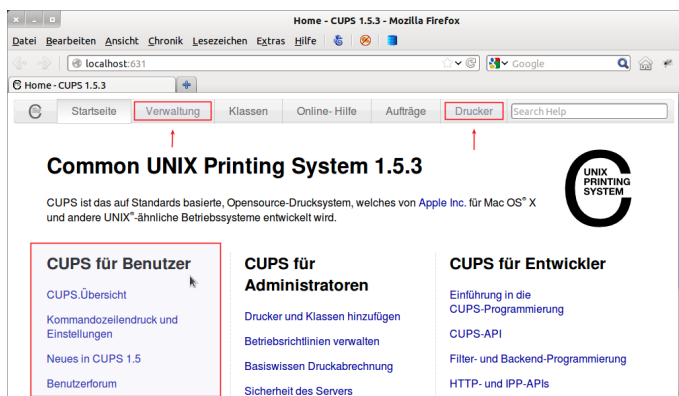 Home - CUPS 1.5.3 - Mozilla Firefox
Datei Bearbeiten Ansicht Chronik Lesezeichen Extras Hilfe
localhost:631
Google
Home - CUPS 1.5.3
Startseite Verwaltung Klassen Online-Hilfe Aufträge Drucker Search Help
Common UNIX Printing System 1.5.3
UNIX
PRINTING
SYSTEM
CUPS ist das auf Standards basierte, Opensource-Drucksystem, welches von Apple Inc. für Mac OS® X
und andere UNIX®-ähnliche Betriebssysteme entwickelt wird.
CUPS für Benutzer
CUPS.Übersicht
Kommandozeilendruck und
Einstellungen
Neues in CUPS 1.5
Benutzerforum
CUPS für
Administratoren
Drucker und Klassen hinzufügen
Betriebsrichtlinien verwalten
Basiswissen Druckabrechnung
Sicherheit des Servers
CUPS für Entwickler
Einführung in die
CUPS-Programmierung
CUPS-API
Filter- und Backend-Programmierung
HTTP- und IPP-APIs